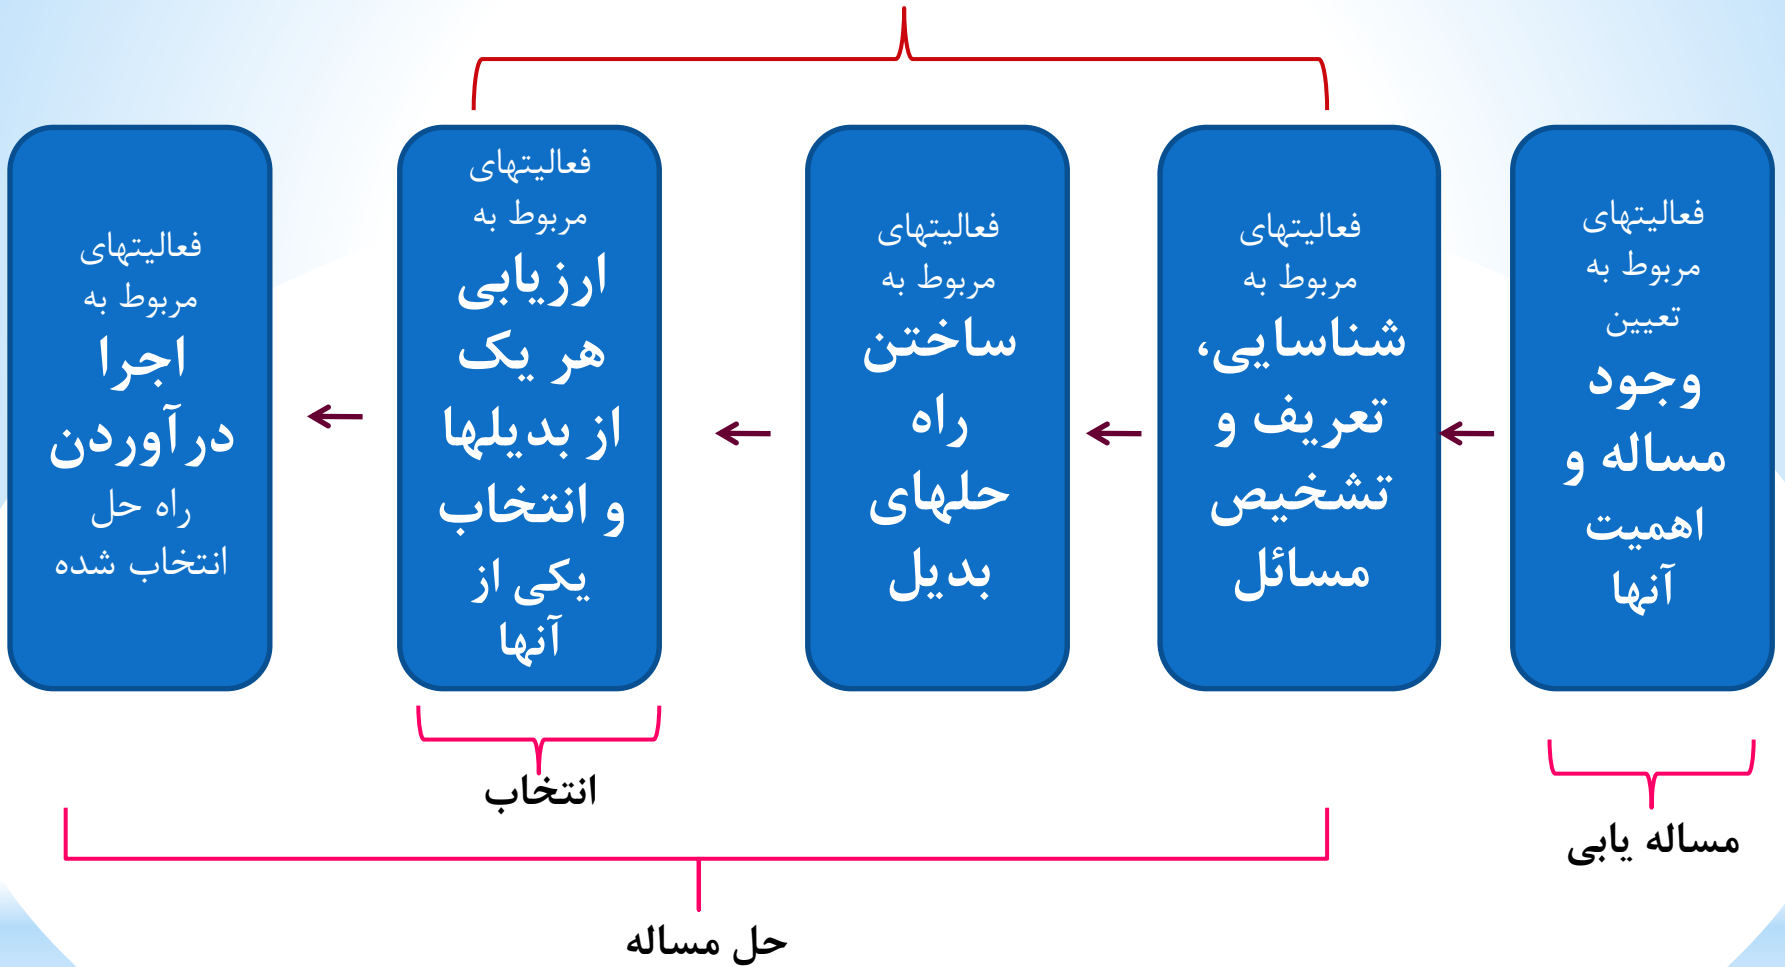 فعالیتهای
مربوط به
تعیین
وجود
مساله و
اهمیت
آنها
فعالیتهای
مربوط به
شناسایی،
تعریف و
تشخیص
مسائل
فعالیتهای
مربوط به
ساختن
راه
حلهای
بدیل
فعالیتهای
مربوط به
ارزیابی
هر یک
از بدیلها
و انتخاب
یکی از
آنها
فعالیتهای
مربوط به
اجرا
درآوردن
راه حل
انتخاب شده
مساله یابی
انتخاب
حل مساله